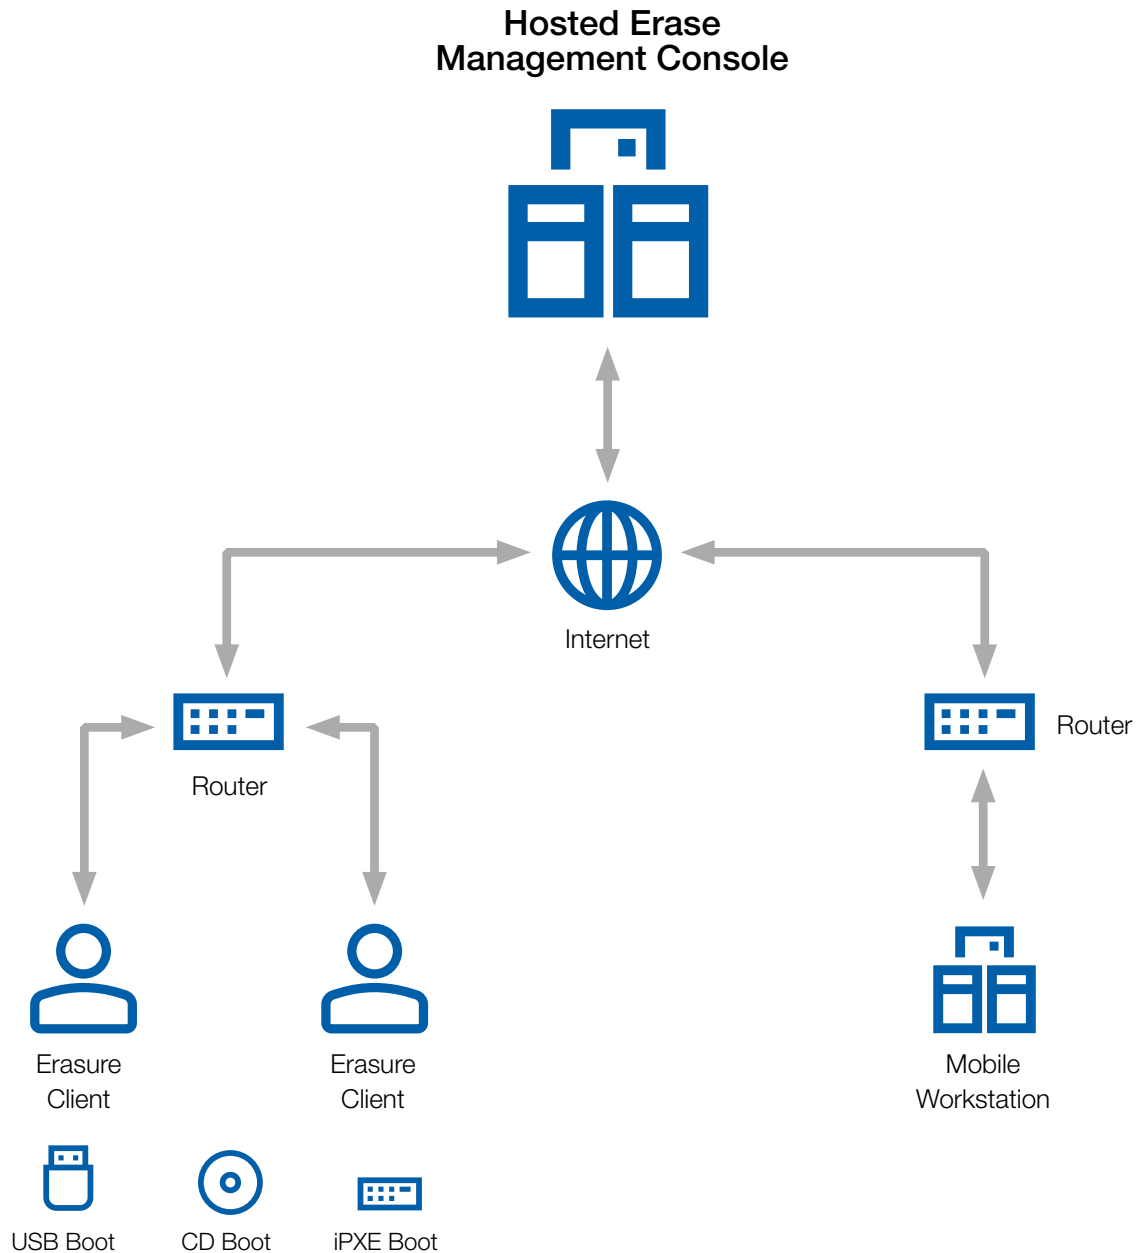 Hosted Erase
Management Console
Internet
Router
Router
Erasure
Client
Erasure
Client
Mobile
Workstation
USB Boot
CD Boot
iPXE Boot